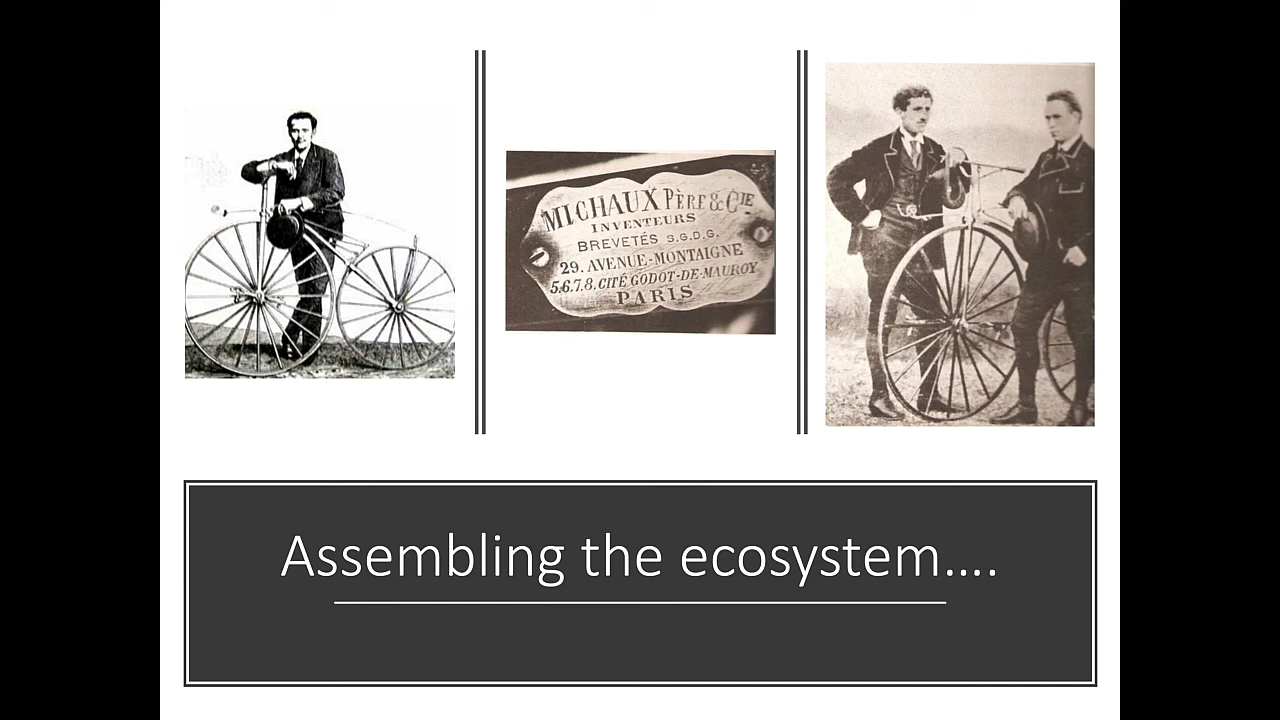 MICHAUX PÈRE & CIE
INVENTEURS
BREVETÉS S.G.D.G.
29. AVENUE-MONTAIGNE
5.6.7.8. CITÉ GODOT-DE-MAUROY
PARIS
Assembling the ecosystem….